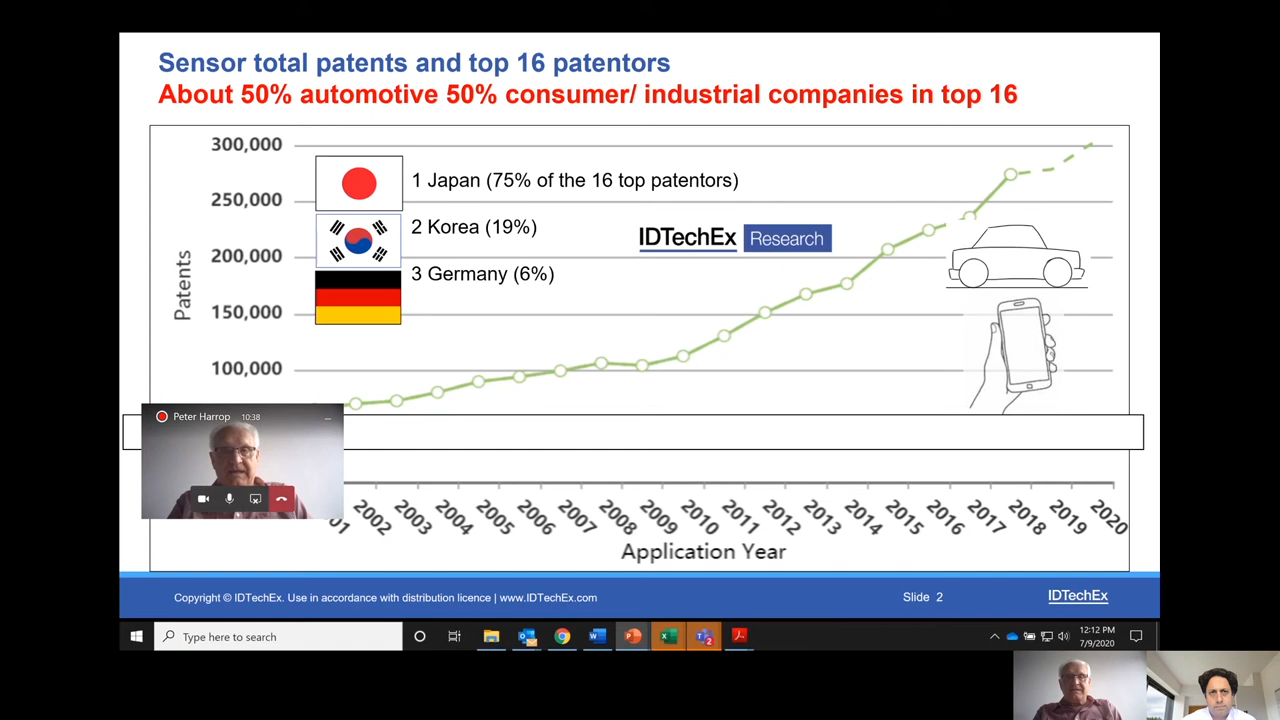 Sensor total patents and top 16 patentors
About 50% automotive 50% consumer/ industrial companies in top 16
300,000
250,000
200,000
150,000
100,000
Patents
1 Japan (75% of the 16 top patentors)
2 Korea (19%)
3 Germany (6%)
IDTechEx Research
Peter Harrop 10:38
01 2002 2003 2004 2005 2006 2007 2008 2009 2010 2011 2012 2013 2014 2015 2016 2017 2018 2019 2020
Application Year
Copyright © IDTechEx. Use in accordance with distribution licence | www.IDTechEx.com
Slide 2
IDTechEx
Type here to search
12:12 PM
7/9/2020